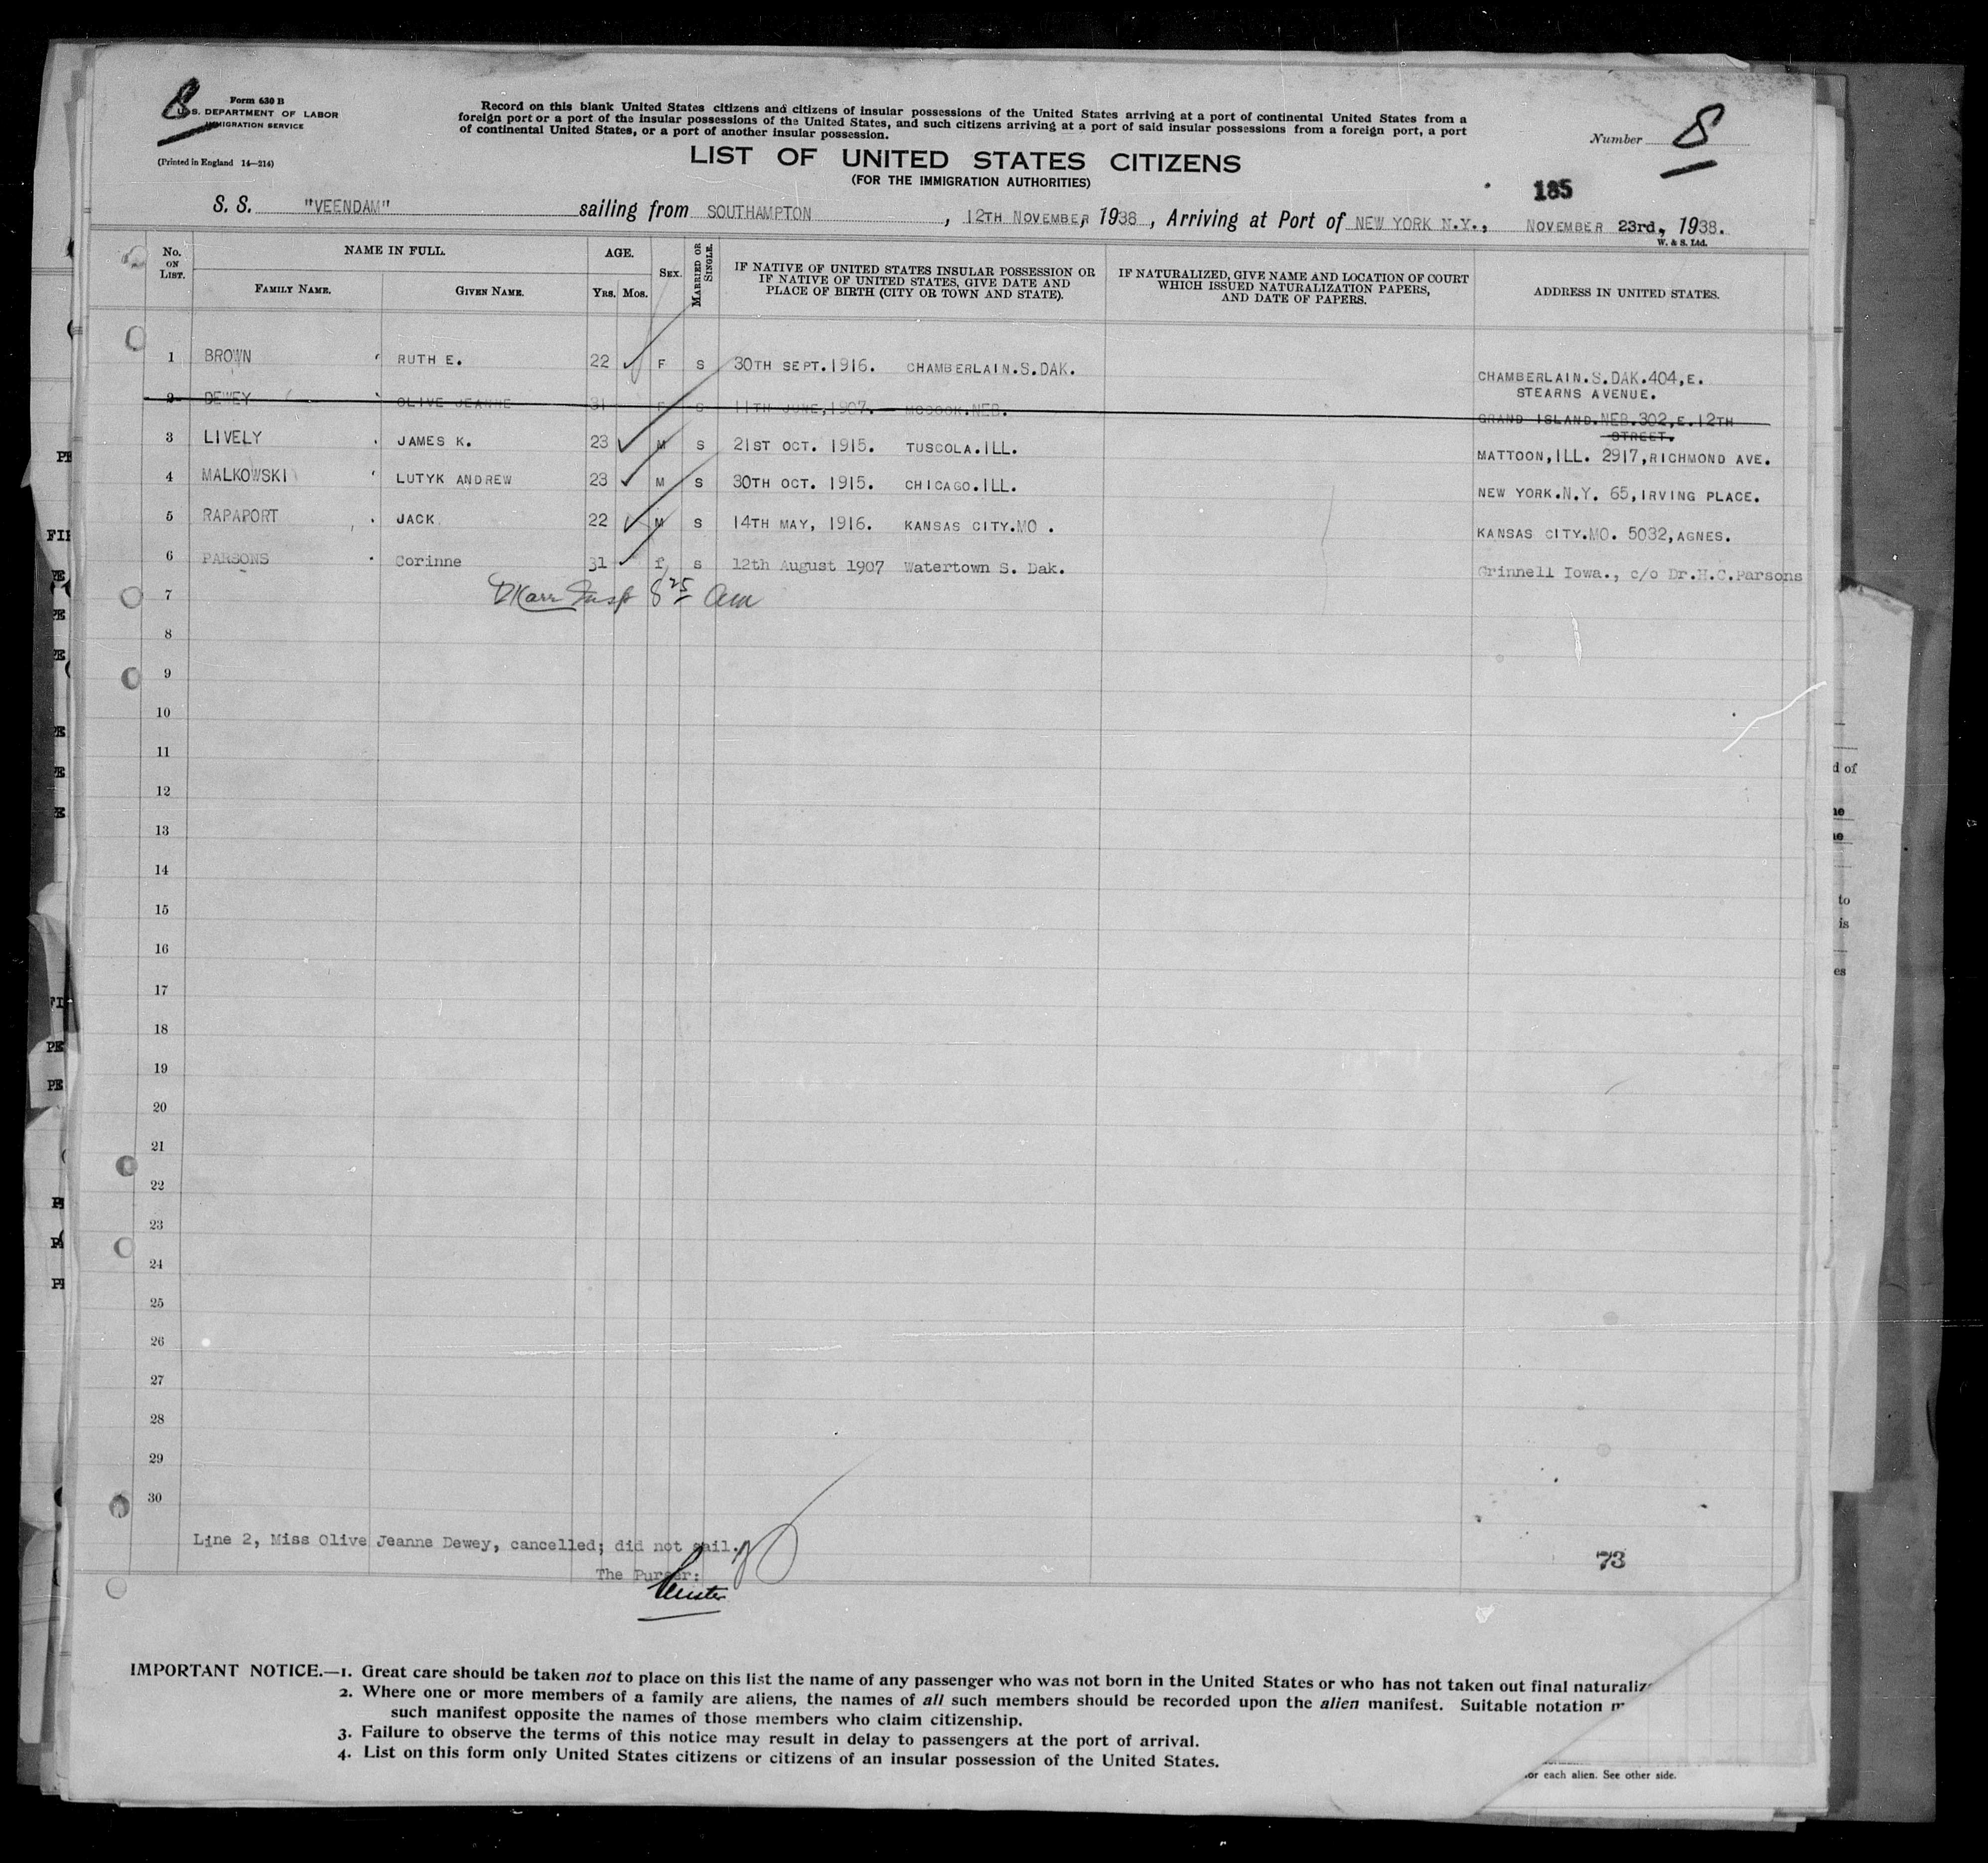 8
Form 630 B
U.S. DEPARTMENT OF LABOR
IMMIGRATION SERVICE
(Printed in England 14—214)
Record on this blank United States citizens and citizens of insular possessions of the United States arriving at a port of continental United States from a
foreign port or a port of the insular possessions of the United States, and such citizens arriving at a port of said insular possessions from a foreign port, a port
of continental United States, or a port of another insular possession.
Number 8
LIST OF UNITED STATES CITIZENS
(FOR THE IMMIGRATION AUTHORITIES)
185
S. S. "VEENDAM" sailing from SOUTHAMPTON, 12TH NOVEMBER, 1938, Arriving at Port of NEW YORK N.Y., NOVEMBER 23rd, 1938.
W. & S. Ltd.
No. ON LIST. NAME IN FULL. AGE. SEX. MARRIED OR SINGLE. IF NATIVE OF UNITED STATES INSULAR POSSESSION OR IF NATIVE OF UNITED STATES, GIVE DATE AND PLACE OF BIRTH (CITY OR TOWN AND STATE). IF NATURALIZED, GIVE NAME AND LOCATION OF COURT WHICH ISSUED NATURALIZATION PAPERS, AND DATE OF PAPERS. ADDRESS IN UNITED STATES.
FAMILY NAME. GIVEN NAME. Yrs. Mos.
1 BROWN RUTH E. 22 F S 30TH SEPT.1916. CHAMBERLAIN.S.DAK. CHAMBERLAIN.S.DAK.404,E.
STEARNS AVENUE.
2 DEWEY OLIVE JEANNE 31 F S 11TH JUNE,1907. MCCOOK.NEB. GRAND ISLAND.NEB.302,E.12TH
STREET.
3 LIVELY JAMES K. 23 M S 21ST OCT. 1915. TUSCOLA.ILL. MATTOON,ILL. 2917,RICHMOND AVE.
4 MALKOWSKI LUTYK ANDREW 23 M S 30TH OCT. 1915. CHICAGO.ILL. NEW YORK.N.Y. 65,IRVING PLACE.
5 RAPAPORT JACK 22 M S 14TH MAY, 1916. KANSAS CITY.MO. KANSAS CITY.MO. 5032,AGNES.
6 PARSONS Corinne 31 f s 12th August 1907 Watertown S. Dak. Grinnell Iowa., c/o Dr.H.C.Parsons
7 Insp 8 25 am
8
9
10
11
12
13
14
15
16
17
18
19
20
21
22
23
24
25
26
27
28
29
30
Line 2, Miss Olive Jeanne Dewey, cancelled; did not sail.
The Purser:
73
IMPORTANT NOTICE.—1. Great care should be taken not to place on this list the name of any passenger who was not born in the United States or who has not taken out final
2. Where one or more members of a family are aliens, the names of all such members should be recorded upon the alien manifest. Suitable notation
such manifest opposite the names of those members who claim citizenship.
3. Failure to observe the terms of this notice may result in delay to passengers at the port of arrival.
4. List on this form only United States citizens or citizens of an insular possession of the United States.
for each alien. See other side.